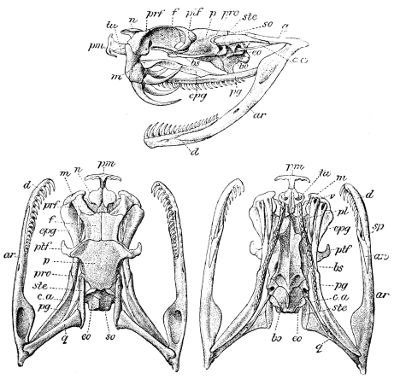 prf f ptf p pro ste
n so
tu q
pm eo c.a
m bs bo
epg pg ar
d
pm
m n
d
prf
f
epg
ptf
ar p
pro
ste
c.a
pg
q eo so
pm tu m
v d
pl
epg sp
ptf
bs an
pg ar
c.a
ste
bo eo q